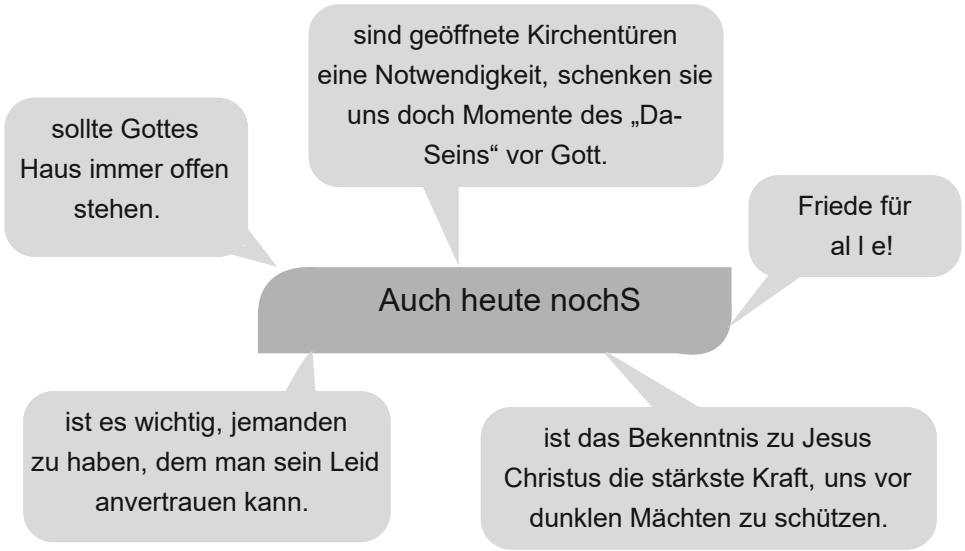 sind geöffnete Kirchentüren
eine Notwendigkeit, schenken sie
uns doch Momente des „Da-
Seins“ vor Gott.
sollte Gottes
Haus immer offen
stehen.
Friede für
al l e!
Auch heute nochS
ist es wichtig, jemanden
zu haben, dem man sein Leid
anvertrauen kann.
ist das Bekenntnis zu Jesus
Christus die stärkste Kraft, uns vor
dunklen Mächten zu schützen.